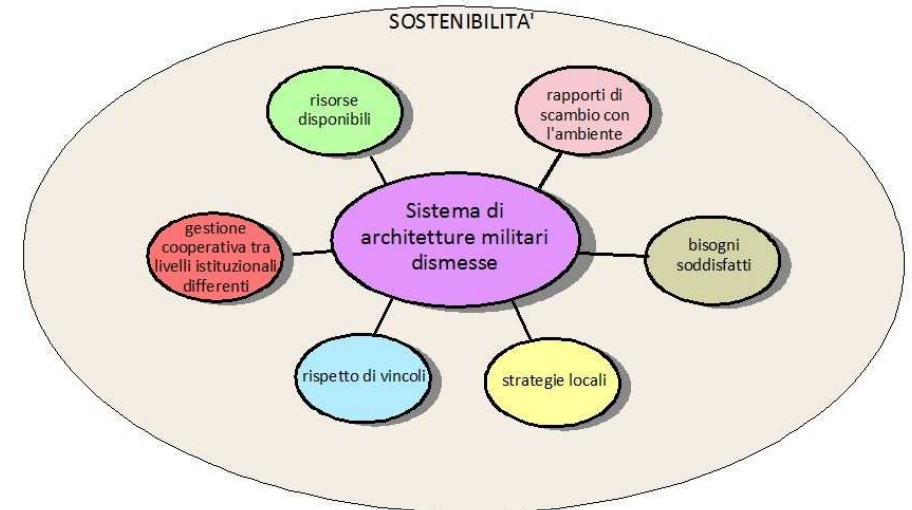 SOSTENIBILITA'
risorse
disponibili
rapporti di
scambio con
l'ambiente
Sistema di
architetture militari
dismesse
gestione
cooperativa tra
livelli istituzionali
differenti
bisogni
soddisfatti
rispetto di vincoli
strategie locali